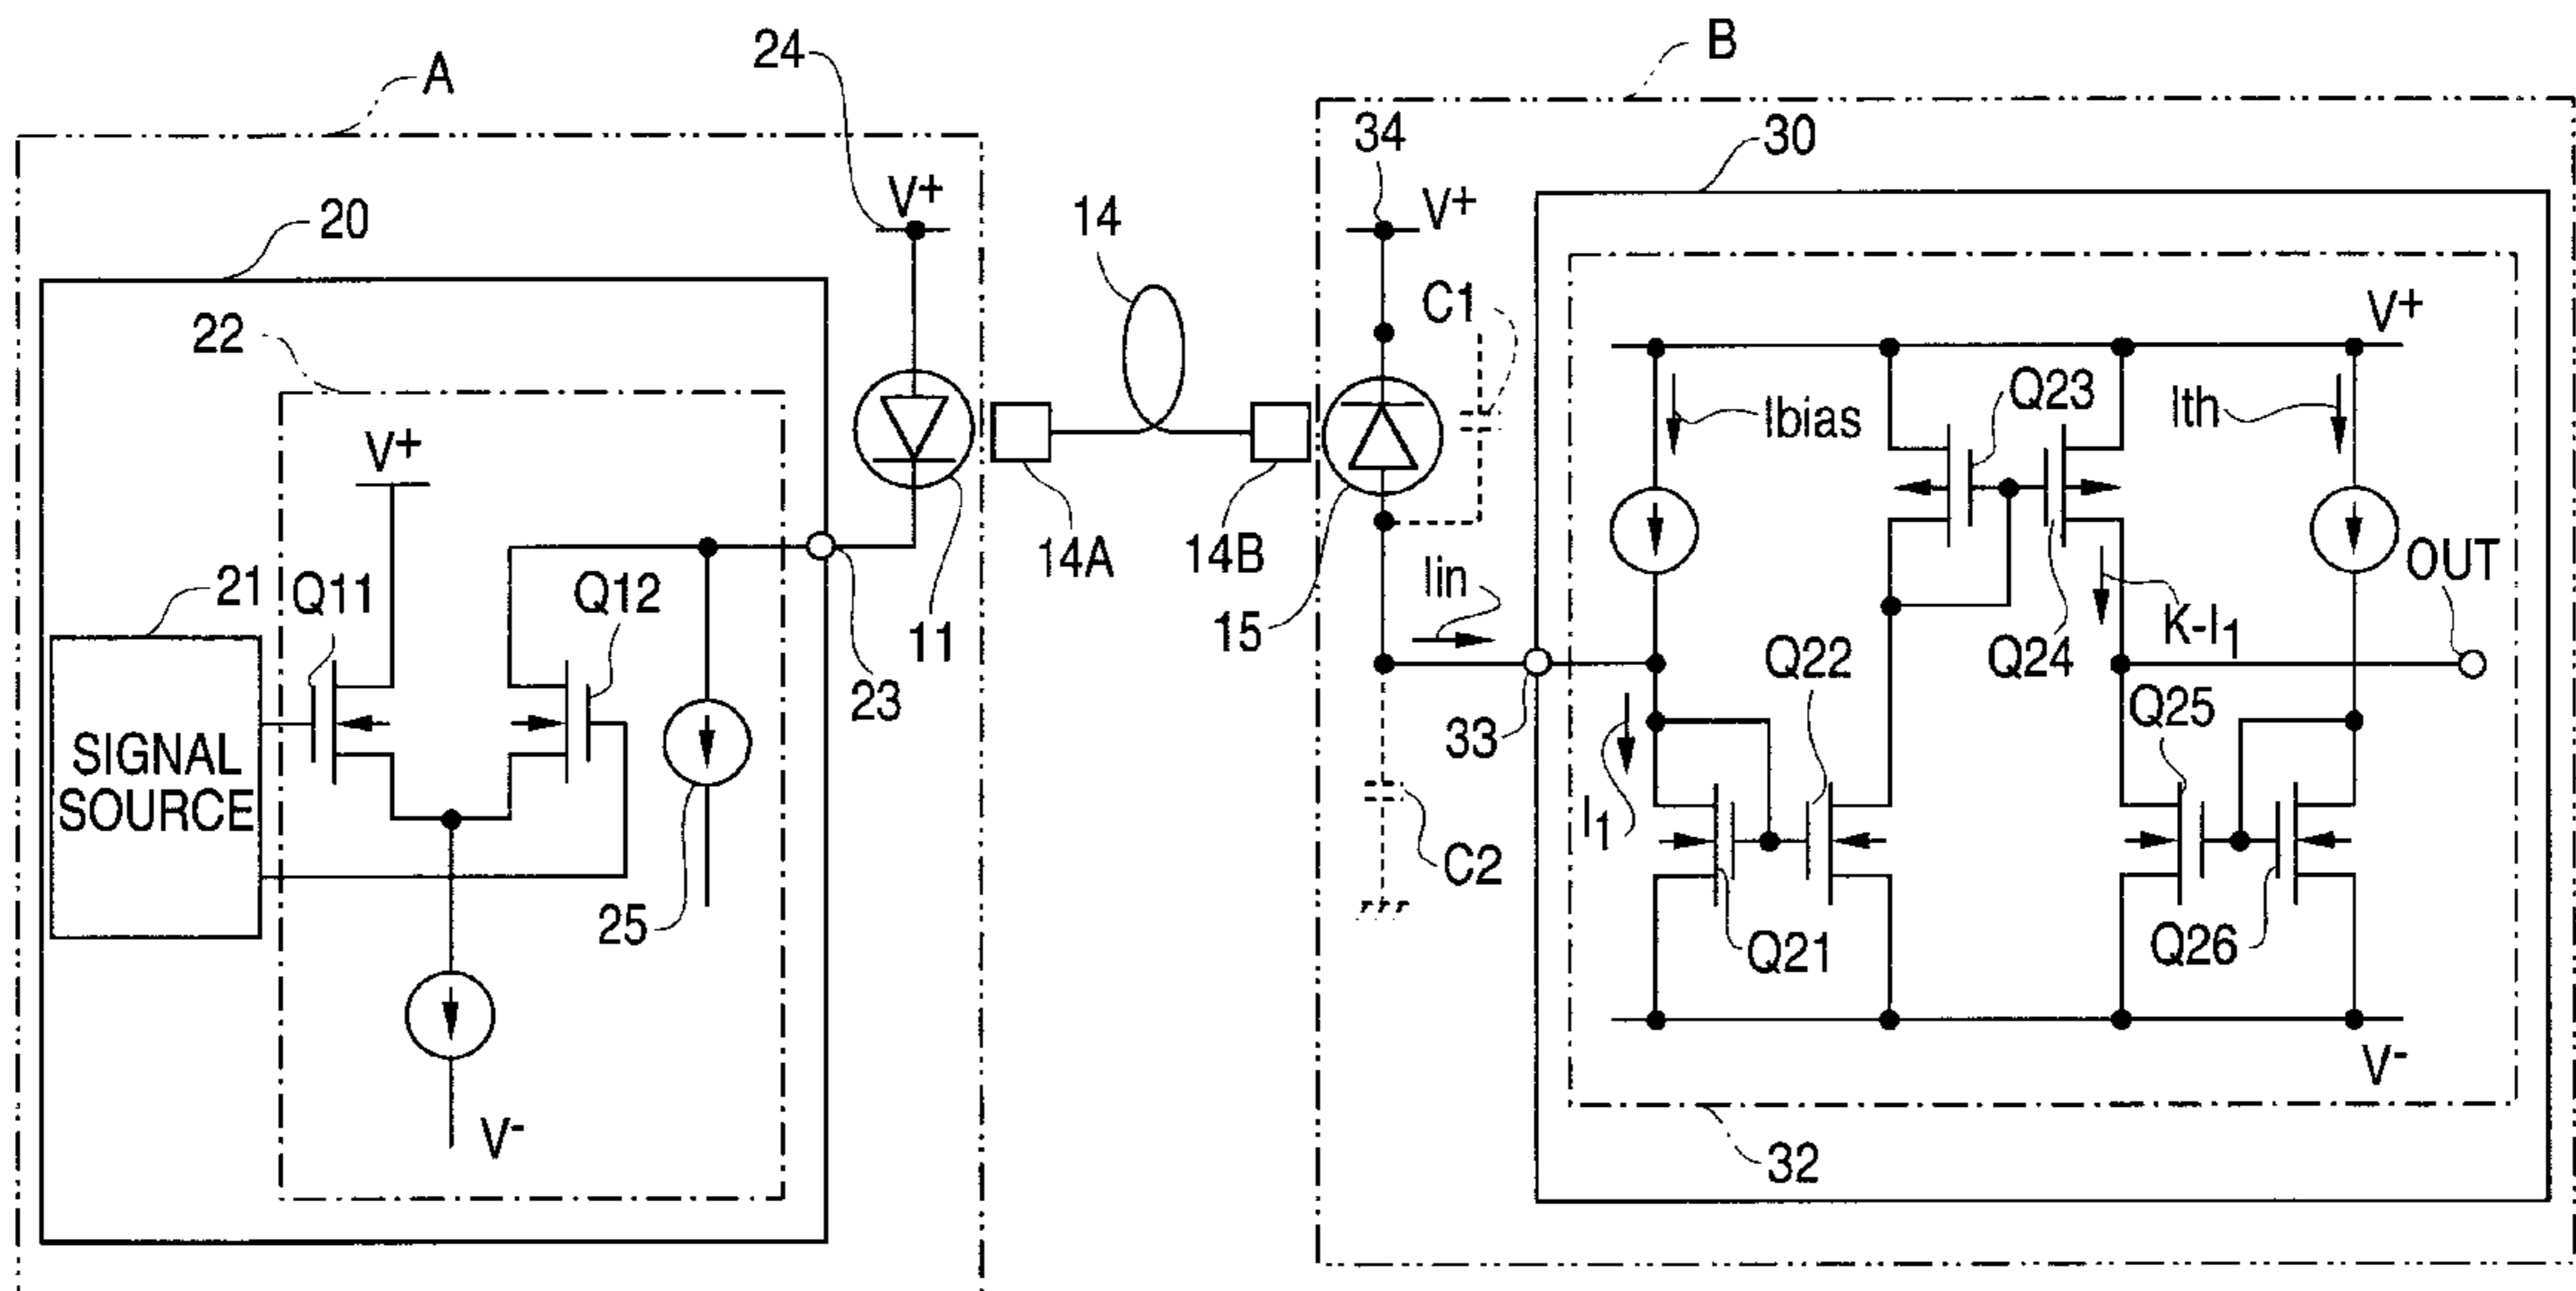 A
B
24
34
30
20
V+
14
V+
22
C1
V+
V+
Q23
Ibias
Ith
21
Q11
Q12
11
14A
14B
15
Iin
OUT
K-I1
Q24
23
Q22
33
Q25
SIGNAL
SOURCE
I1
C2
25
Q21
Q26
V-
V-
32